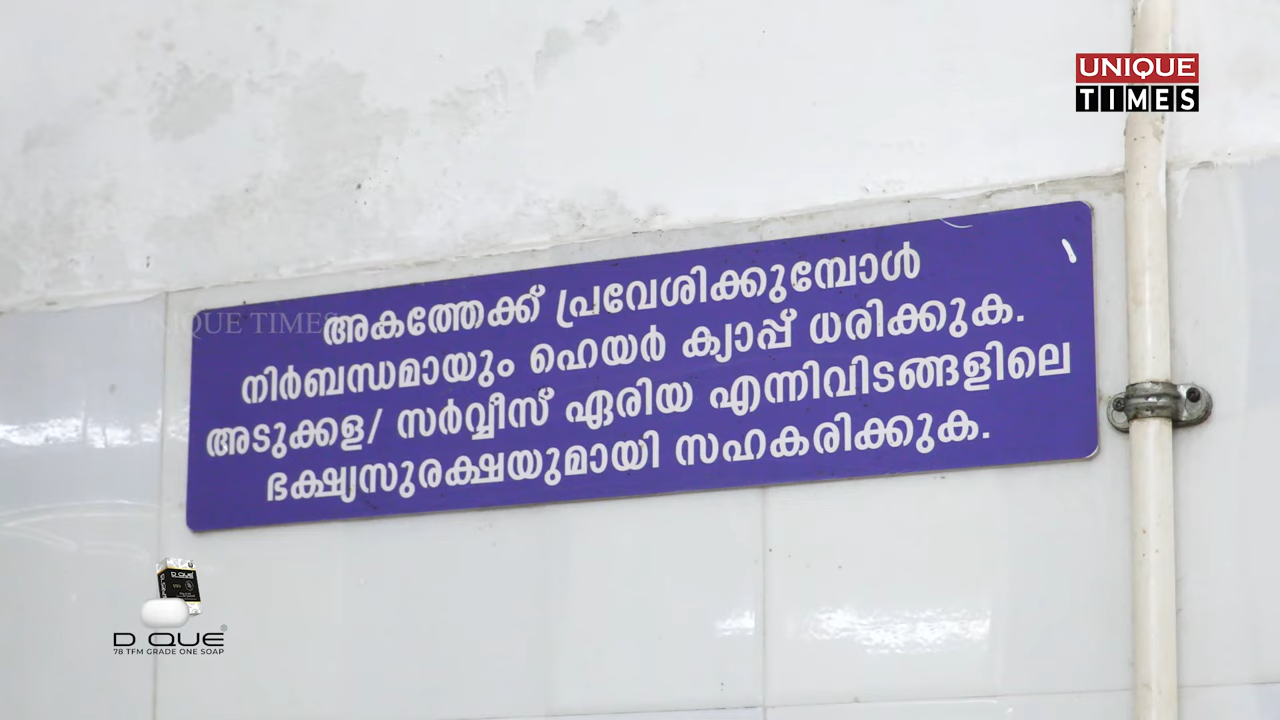 UNIQUE
TIMES
UNIQUE TIMES
അകത്തേക്ക് പ്രവേശിക്കുമ്പോൾ
നിർബന്ധമായും ഹെയർ ക്യാപ്പ് ധരിക്കുക.
അടുക്കള/ സർവ്വീസ് ഏരിയ എന്നിവിടങ്ങളിലെ
ഭക്ഷ്യസുരക്ഷയുമായി സഹകരിക്കുക.
D QUE
D QUE®
78 TFM GRADE ONE SOAP